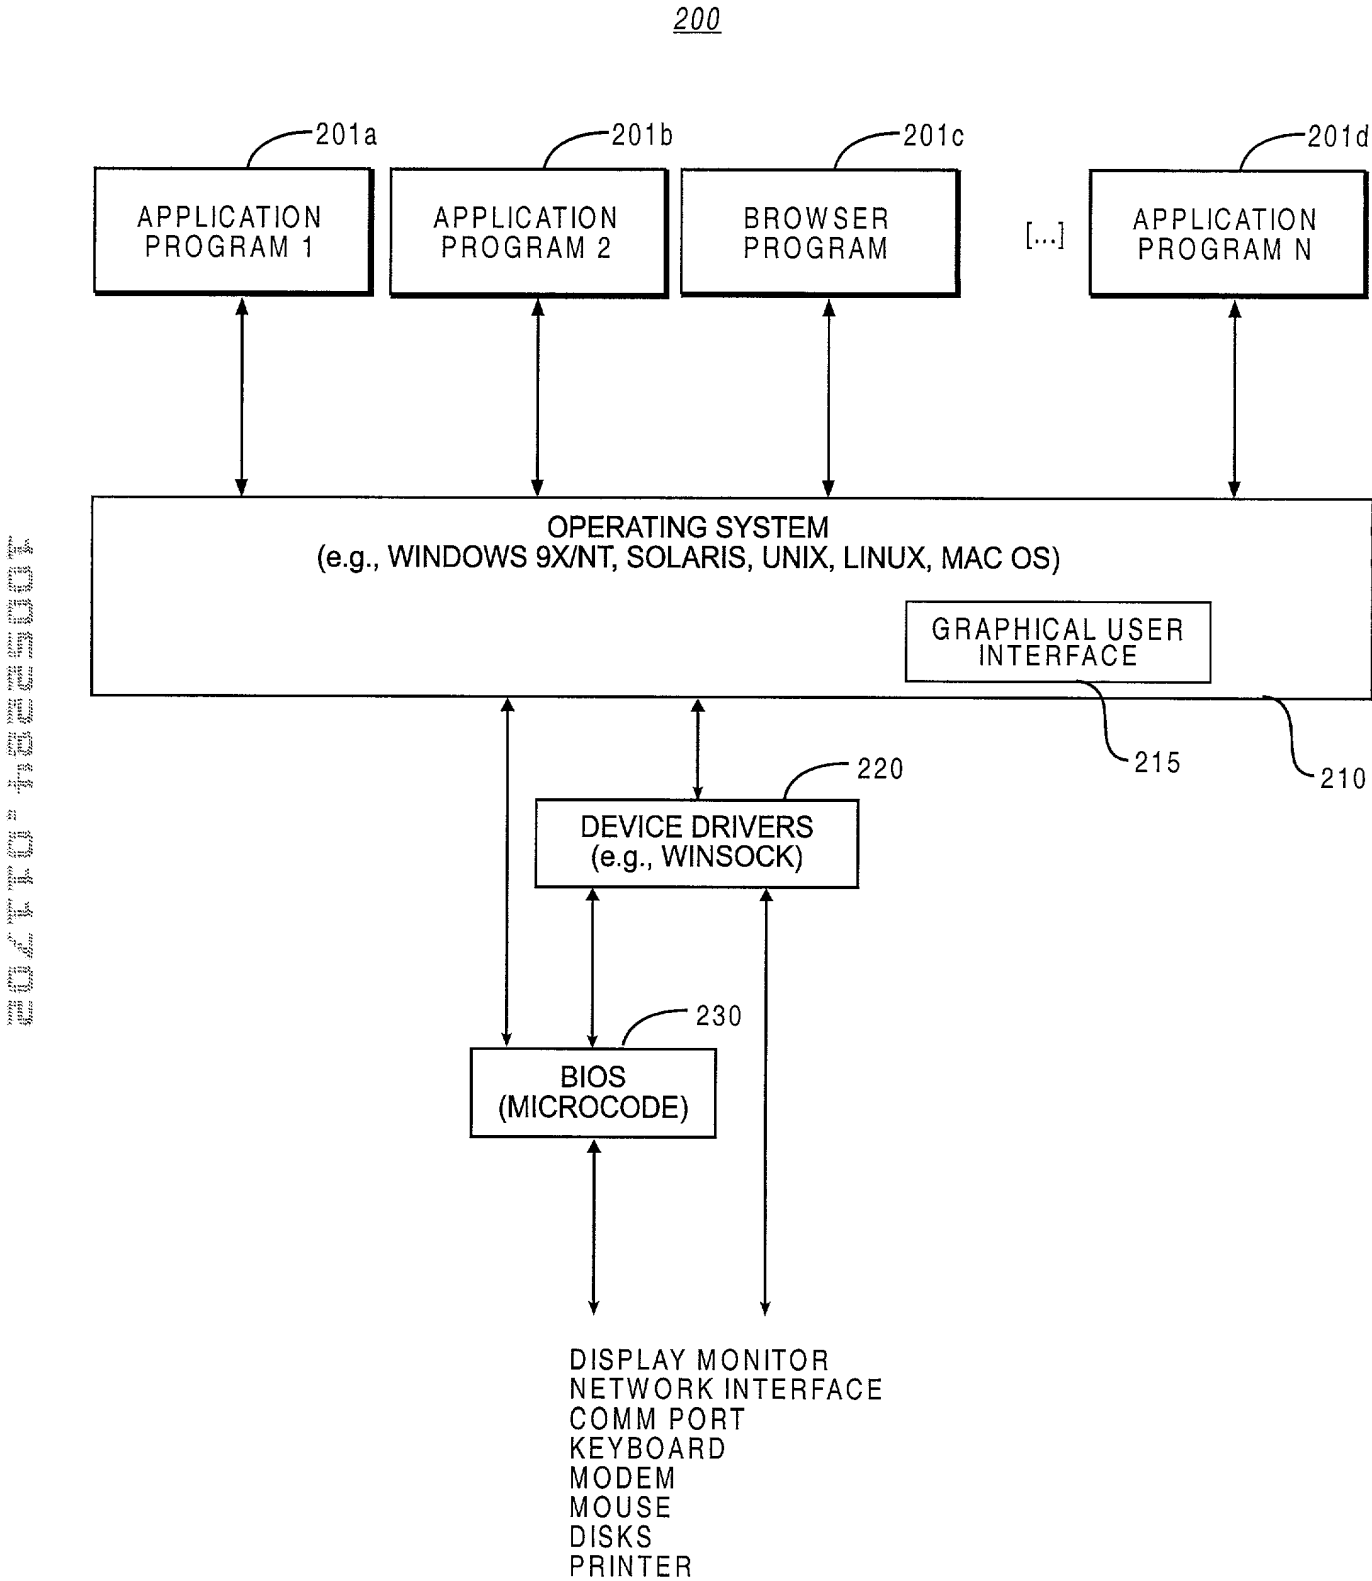 200
201a
201b
201c
201d
APPLICATION
PROGRAM 1
APPLICATION
PROGRAM 2
BROWSER
PROGRAM
[...]
APPLICATION
PROGRAM N
OPERATING SYSTEM
(e.g., WINDOWS 9X/NT, SOLARIS, UNIX, LINUX, MAC OS)
GRAPHICAL USER
INTERFACE
215
210
220
DEVICE DRIVERS
(e.g., WINSOCK)
230
BIOS
(MICROCODE)
DISPLAY MONITOR
NETWORK INTERFACE
COMM PORT
KEYBOARD
MODEM
MOUSE
DISKS
PRINTER
10052284.011702